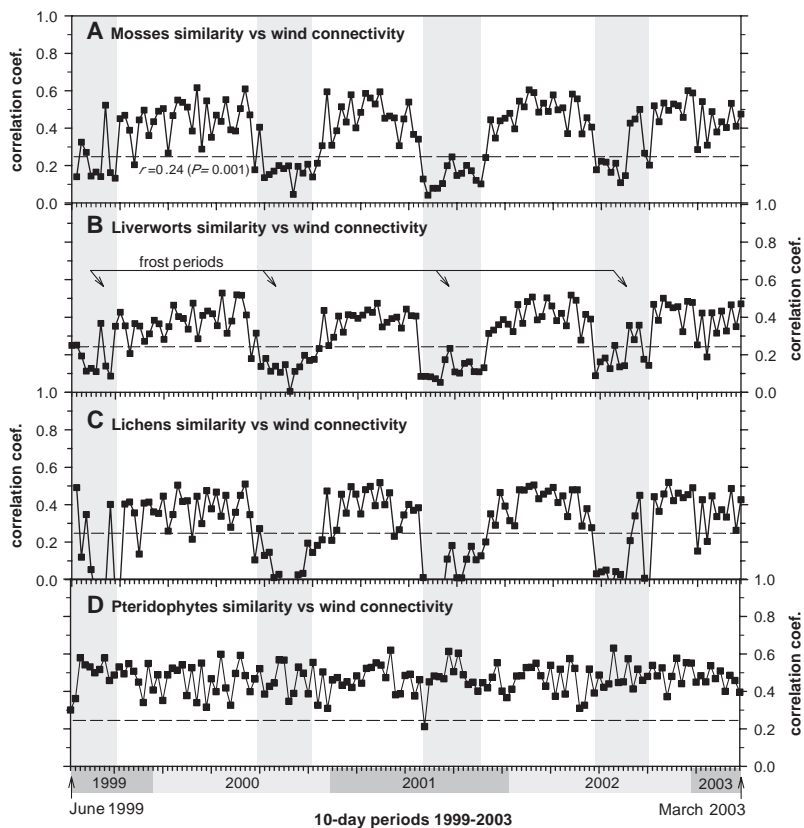 A Mosses similarity vs wind connectivity
correlation coef.
1.0
0.8
0.6
0.4
0.2
0.0
r=0.24 (P= 0.001)
B Liverworts similarity vs wind connectivity
frost periods
correlation coef.
1.0
0.8
0.6
0.4
0.2
0.0
C Lichens similarity vs wind connectivity
correlation coef.
1.0
0.8
0.6
0.4
0.2
0.0
D Pteridophytes similarity vs wind connectivity
correlation coef.
1.0
0.8
0.6
0.4
0.2
0.0
1999 2000 2001 2002 2003
June 1999 March 2003
10-day periods 1999-2003